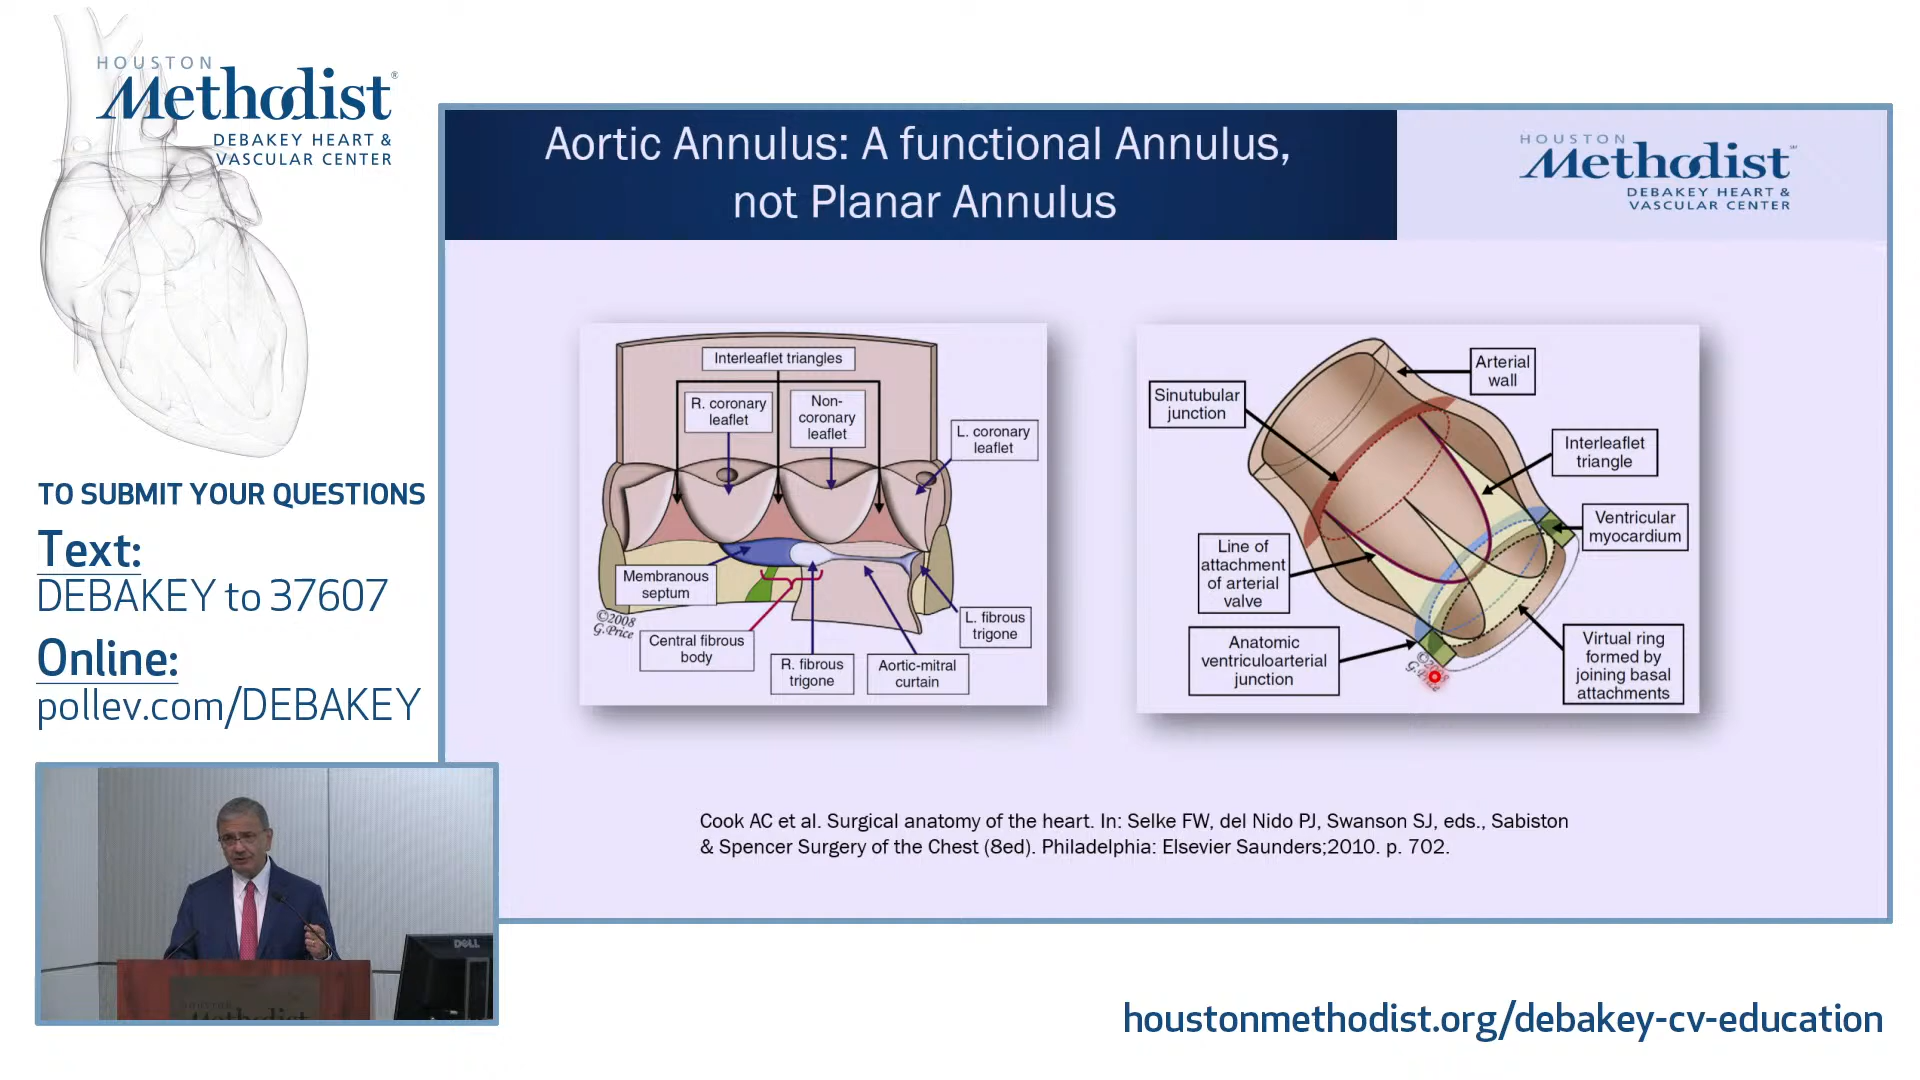 HOUSTON
Methodist®
DEBAKEY HEART &
VASCULAR CENTER
TO SUBMIT YOUR QUESTIONS
Text:
DEBAKEY to 37607
Online:
pollev.com/DEBAKEY
Aortic Annulus: A functional Annulus,
not Planar Annulus
HOUSTON
Methodist
DEBAKEY HEART &
VASCULAR CENTER
Interleaflet triangles
R. coronary
leaflet
Non-
coronary
leaflet
L. coronary
leaflet
Membranous
septum
©2008
G.Price
Central fibrous
body
R. fibrous
trigone
Aortic-mitral
curtain
L. fibrous
trigone
Arterial
wall
Sinutubular
junction
Interleaflet
triangle
Ventricular
myocardium
Line of
attachment
of arterial
valve
Anatomic
ventriculoarterial
junction
©2008
G.Price
Virtual ring
formed by
joining basal
attachments
Cook AC et al. Surgical anatomy of the heart. In: Selke FW, del Nido PJ, Swanson SJ, eds., Sabiston
& Spencer Surgery of the Chest (8ed). Philadelphia: Elsevier Saunders;2010. p. 702.
DELL
HOUSTON
Methodist
houstonmethodist.org/debakey-cv-education